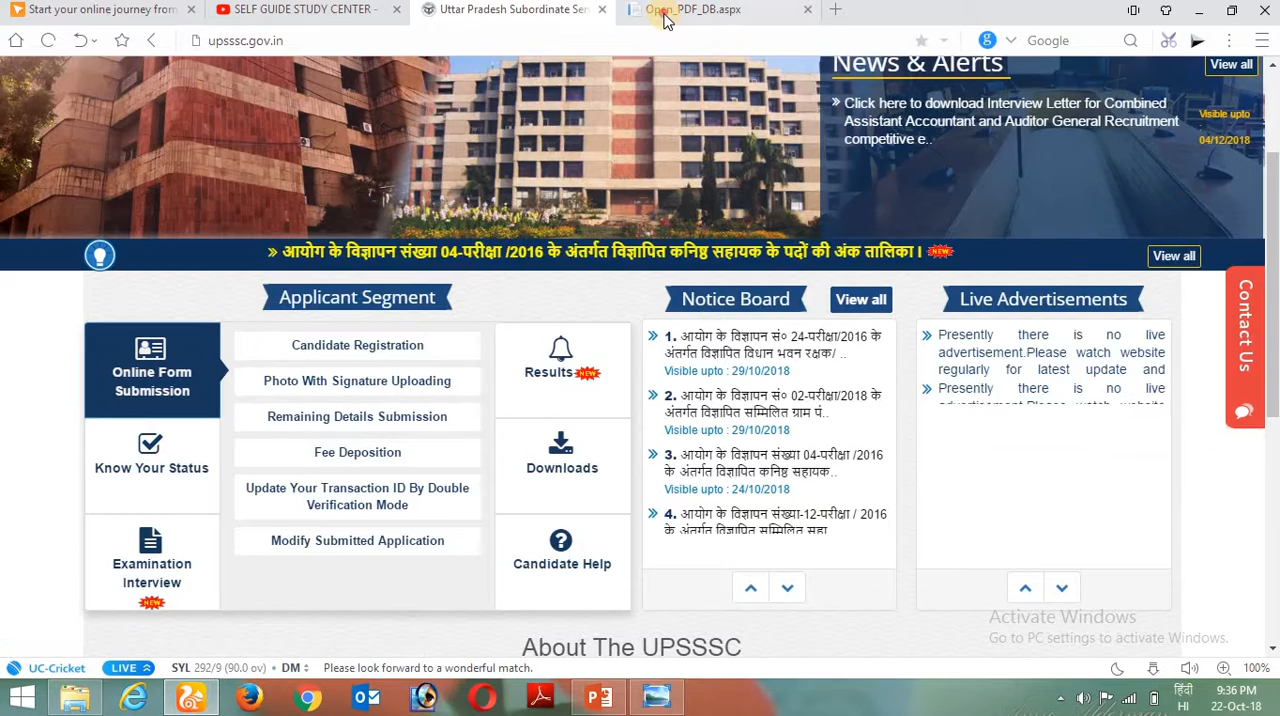 Start your online journey from
SELF GUIDE STUDY CENTER -
Uttar Pradesh Subordinate Ser
Open_PDF_DB.aspx
upsssc.gov.in
Google
News & Alerts
View all
Click here to download Interview Letter for Combined
Assistant Accountant and Auditor General Recruitment
competitive e..
Visible upto
:
04/12/2018
आयोग के विज्ञापन संख्या 04-परीक्षा /2016 के अंतर्गत विज्ञापित कनिष्ठ सहायक के पदों की अंक तालिका।
NEW
View all
Applicant Segment
Online Form
Submission
Know Your Status
Examination
Interview
NEW
Candidate Registration
Photo With Signature Uploading
Remaining Details Submission
Fee Deposition
Update Your Transaction ID By Double
Verification Mode
Modify Submitted Application
Results NEW
Downloads
Candidate Help
Notice Board
View all
1. आयोग के विज्ञापन सं० 24-परीक्षा/2016 के
अंतर्गत विज्ञापित विधान भवन रक्षक/ ..
Visible upto : 29/10/2018
2. आयोग के विज्ञापन सं० 02-परीक्षा/2018 के
अंतर्गत विज्ञापित सम्मिलित ग्राम पं..
Visible upto : 29/10/2018
3. आयोग के विज्ञापन संख्या 04-परीक्षा /2016
के अंतर्गत विज्ञापित कनिष्ठ सहायक..
Visible upto : 24/10/2018
4. आयोग के विज्ञापन संख्या-12-परीक्षा / 2016
के अंतर्गत विज्ञापित सम्मिलित सहा
Live Advertisements
Presently there is no live
advertisement.Please watch website
regularly for latest update and
Presently there is no live
advertisement.Please watch website
Contact Us
About The UPSSSC
Activate Windows
Go to PC settings to activate Windows.
UC-Cricket
LIVE
SYL 292/9 (90.0 ov)
DM
Please look forward to a wonderful match.
100%
हिंदी
HI
9:36 PM
22-Oct-18